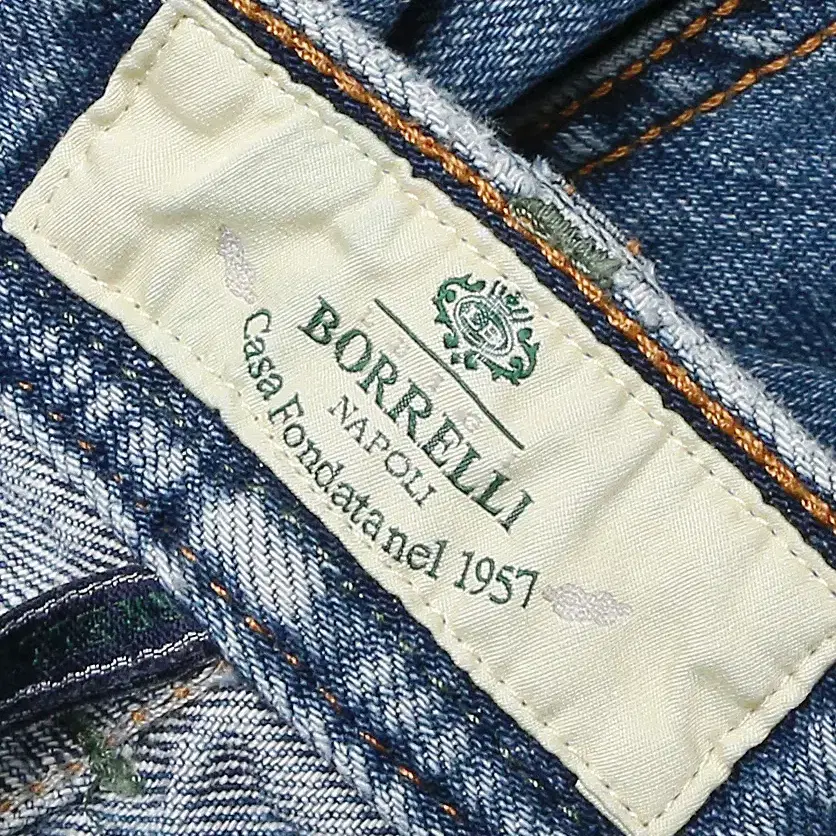 BORRELLI
NAPOLI
Casa Fondata nel 1957